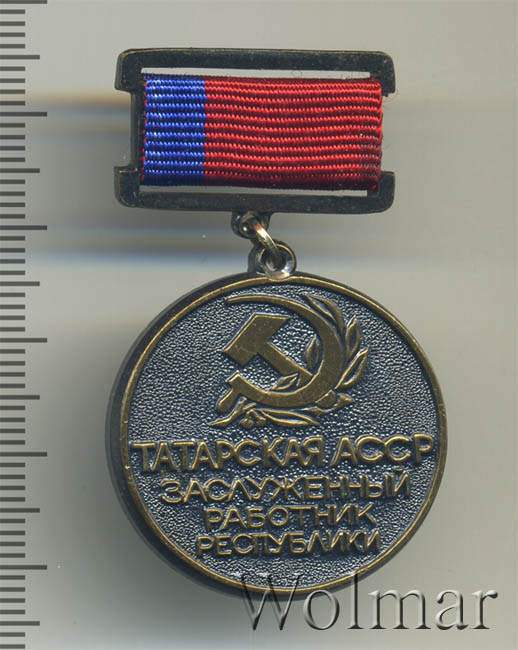 ТАТАРСКАЯ АССР
ЗАСЛУЖЕННЫЙ
РАБОТНИК
РЕСПУБЛИКИ
Wolmar